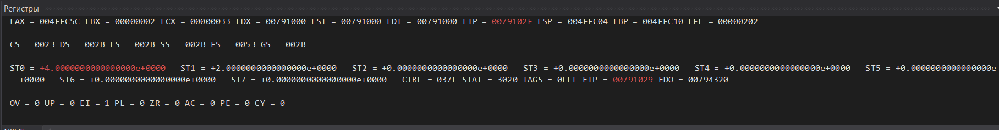 Регистры
EAX = 004FFC5C EBX = 00000002 ECX = 00000033 EDX = 00791000 ESI = 00791000 EDI = 00791000 EIP = 0079102F ESP = 004FFC04 EBP = 004FFC10 EFL = 00000202
CS = 0023 DS = 002B ES = 002B SS = 002B FS = 0053 GS = 002B
ST0 = +4.0000000000000000e+0000 ST1 = +2.0000000000000000e+0000 ST2 = +0.0000000000000000e+0000 ST3 = +0.0000000000000000e+0000 ST4 = +0.0000000000000000e+0000 ST5 = +0.0000000000000000e
+0000 ST6 = +0.0000000000000000e+0000 ST7 = +0.0000000000000000e+0000 CTRL = 037F STAT = 3020 TAGS = 0FFF EIP = 00791029 EDO = 00794320
OV = 0 UP = 0 EI = 1 PL = 0 ZR = 0 AC = 0 PE = 0 CY = 0